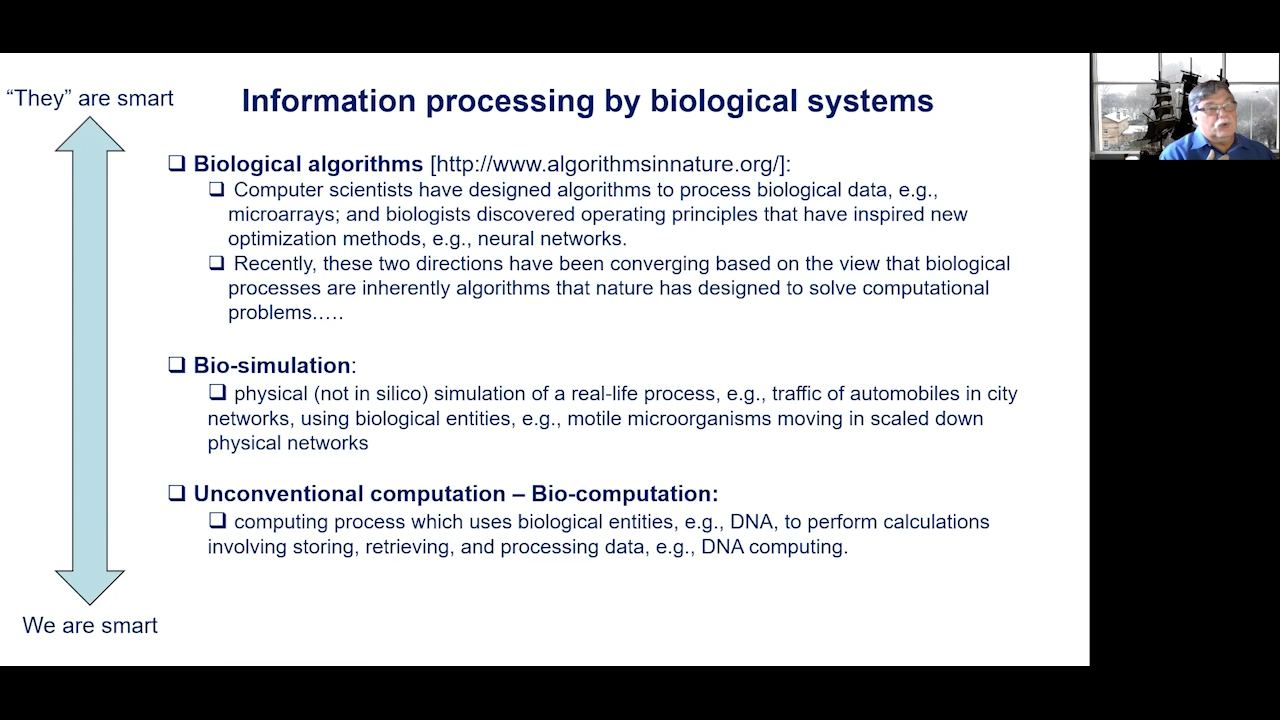 “They” are smart
Information processing by biological systems
❑ Biological algorithms [http://www.algorithmsinnature.org/]:
❑ Computer scientists have designed algorithms to process biological data, e.g.,
microarrays; and biologists discovered operating principles that have inspired new
optimization methods, e.g., neural networks.
❑ Recently, these two directions have been converging based on the view that biological
processes are inherently algorithms that nature has designed to solve computational
problems…..
❑ Bio-simulation:
❑ physical (not in silico) simulation of a real-life process, e.g., traffic of automobiles in city
networks, using biological entities, e.g., motile microorganisms moving in scaled down
physical networks
❑ Unconventional computation – Bio-computation:
❑ computing process which uses biological entities, e.g., DNA, to perform calculations
involving storing, retrieving, and processing data, e.g., DNA computing.
We are smart